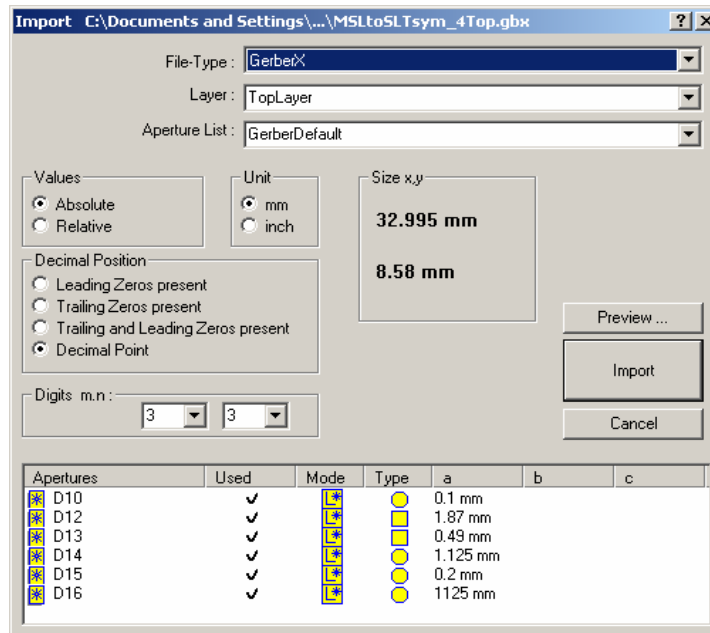 Import C:\Documents and Settings\...\MSLtoSLTsym_4Top.gbx
File-Type : GerberX
Layer : TopLayer
Aperture List : GerberDefault
Values Unit Size x,y
Absolute mm 32.995 mm
Relative inch
Decimal Position 8.58 mm
Leading Zeros present
Trailing Zeros present
Trailing and Leading Zeros present
Decimal Point
Preview ...
Import
Digits m.n : 3 3
Cancel
Apertures Used Mode Type a b c
D10 0.1 mm
D12 1.87 mm
D13 0.49 mm
D14 1.125 mm
D15 0.2 mm
D16 1125 mm